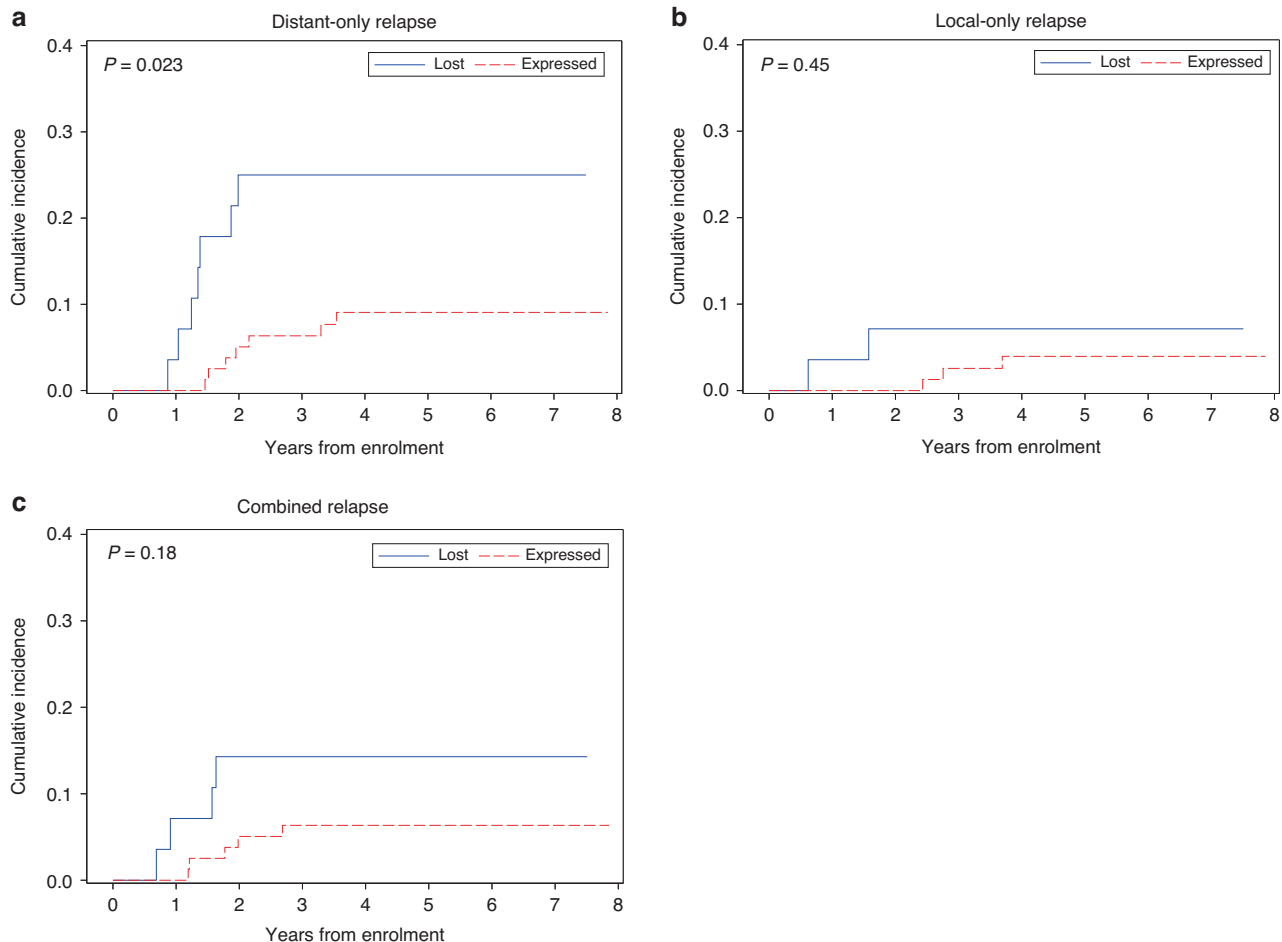 a
Distant-only relapse
0.4
P = 0.023
Lost
Expressed
0.3
0.2
0.1
0.0
Cumulative incidence
0 1 2 3 4 5 6 7 8
Years from enrolment
b
Local-only relapse
0.4
P = 0.45
Lost
Expressed
0.3
0.2
0.1
0.0
Cumulative incidence
0 1 2 3 4 5 6 7 8
Years from enrolment
c
Combined relapse
0.4
P = 0.18
Lost
Expressed
0.3
0.2
0.1
0.0
Cumulative incidence
0 1 2 3 4 5 6 7 8
Years from enrolment